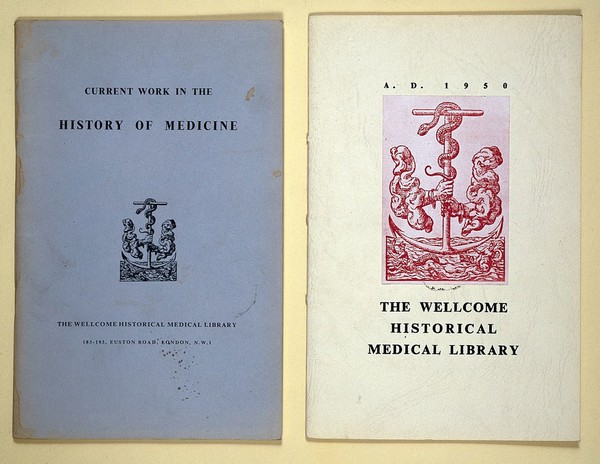 CURRENT WORK IN THE
HISTORY OF MEDICINE
THE WELLCOME HISTORICAL MEDICAL LIBRARY
183-193, EUSTON ROAD, LONDON, N.W.1
A. D. 1950
THE WELLCOME
HISTORICAL
MEDICAL LIBRARY